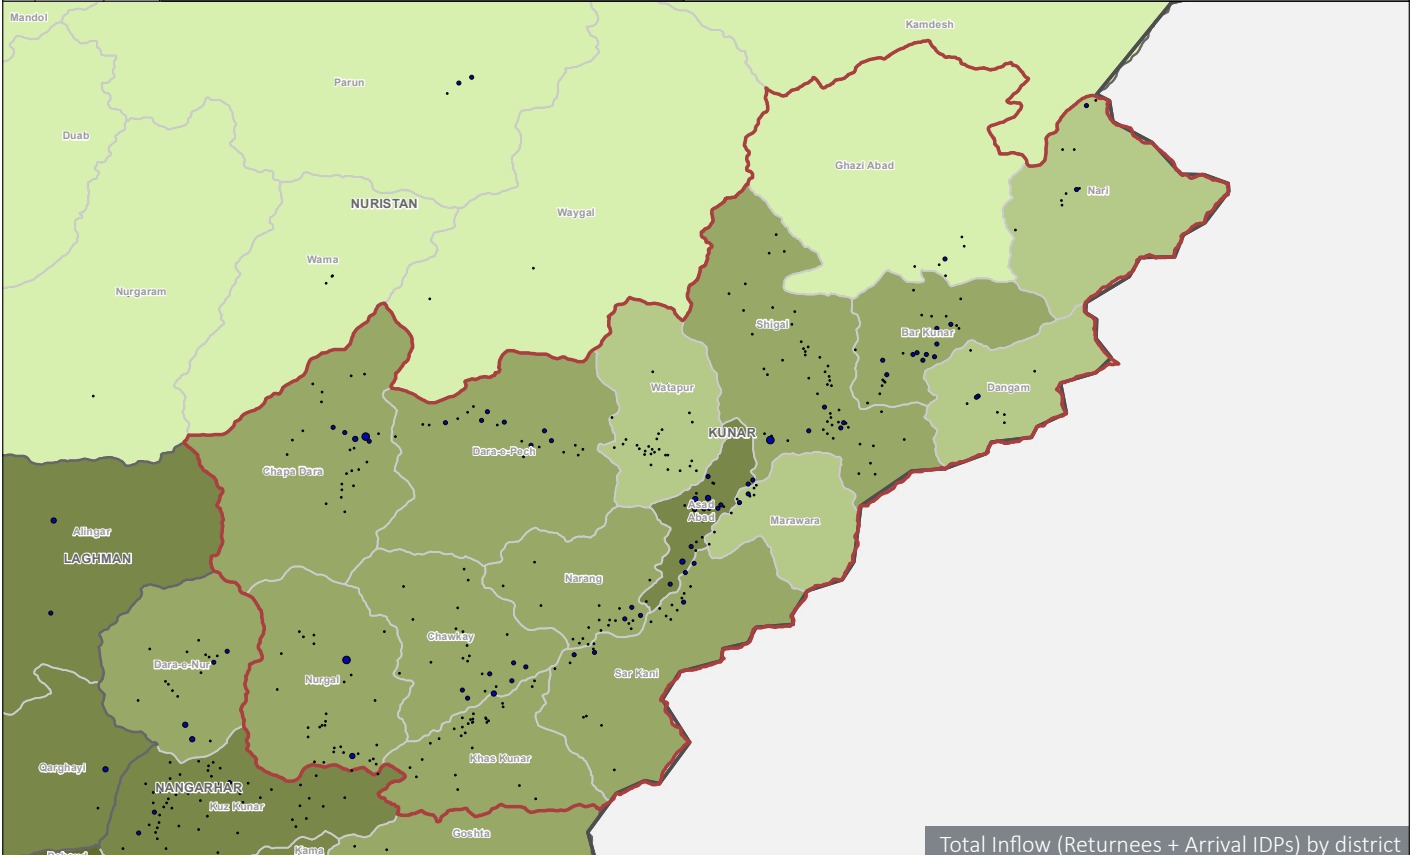 Mandol
Kamdesh
Parun
Duab
Ghazi Abad
Nari
NURISTAN
Waygal
Wama
Nurgaram
Shigal
Bar Kunar
Watapur
Dangam
KUNAR
Dara-e-Pech
Chapa Dara
Asad
Abad
Marawara
Alingar
LAGHMAN
Narang
Chawkay
Dara-e-Nur
Nurgal
Sar Kani
Khas Kunar
Qarghayi
NANGARHAR
Kuz Kunar
Goshta
Kama
Total Inflow (Returnees + Arrival IDPs) by district